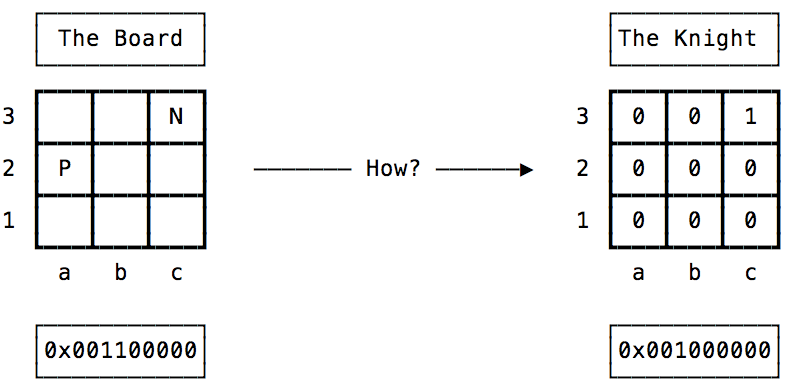 The Board
The Knight
3 N
3 0 0 1
2 P
How?
2 0 0 0
1
1 0 0 0
a b c
a b c
0x001100000
0x001000000